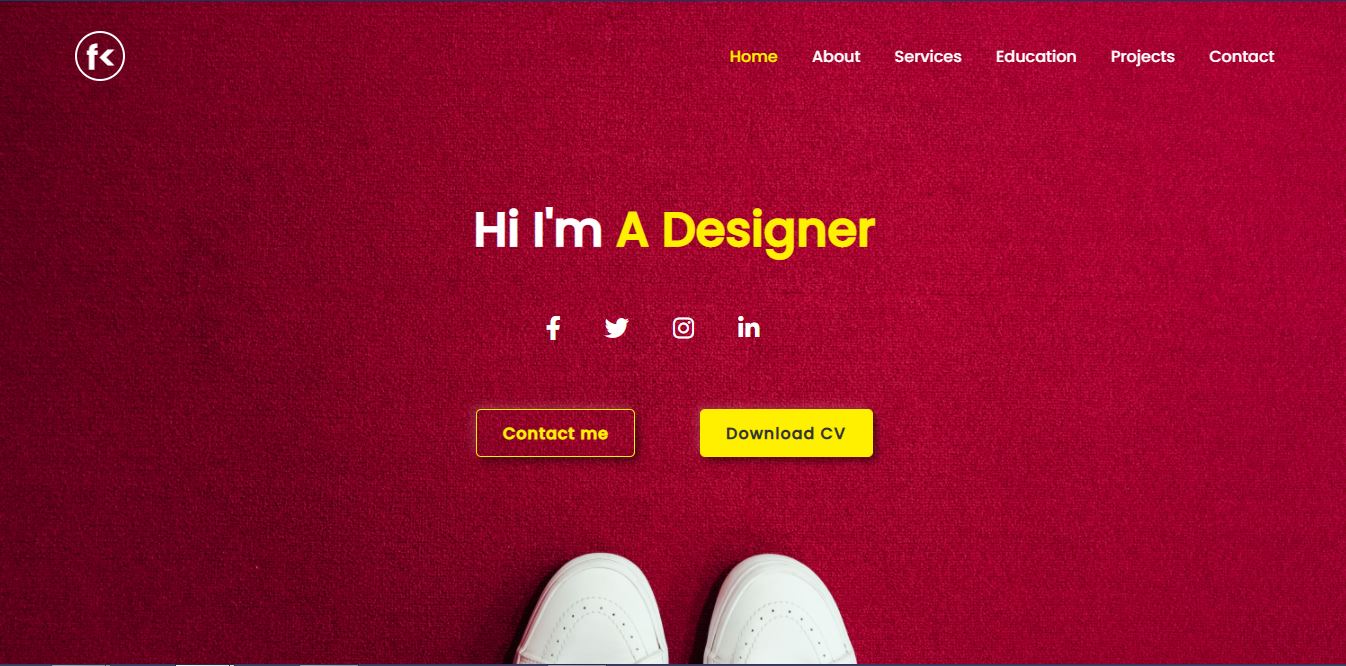 fk
Home About Services Education Projects Contact
Hi I'm A Designer
Contact me Download CV